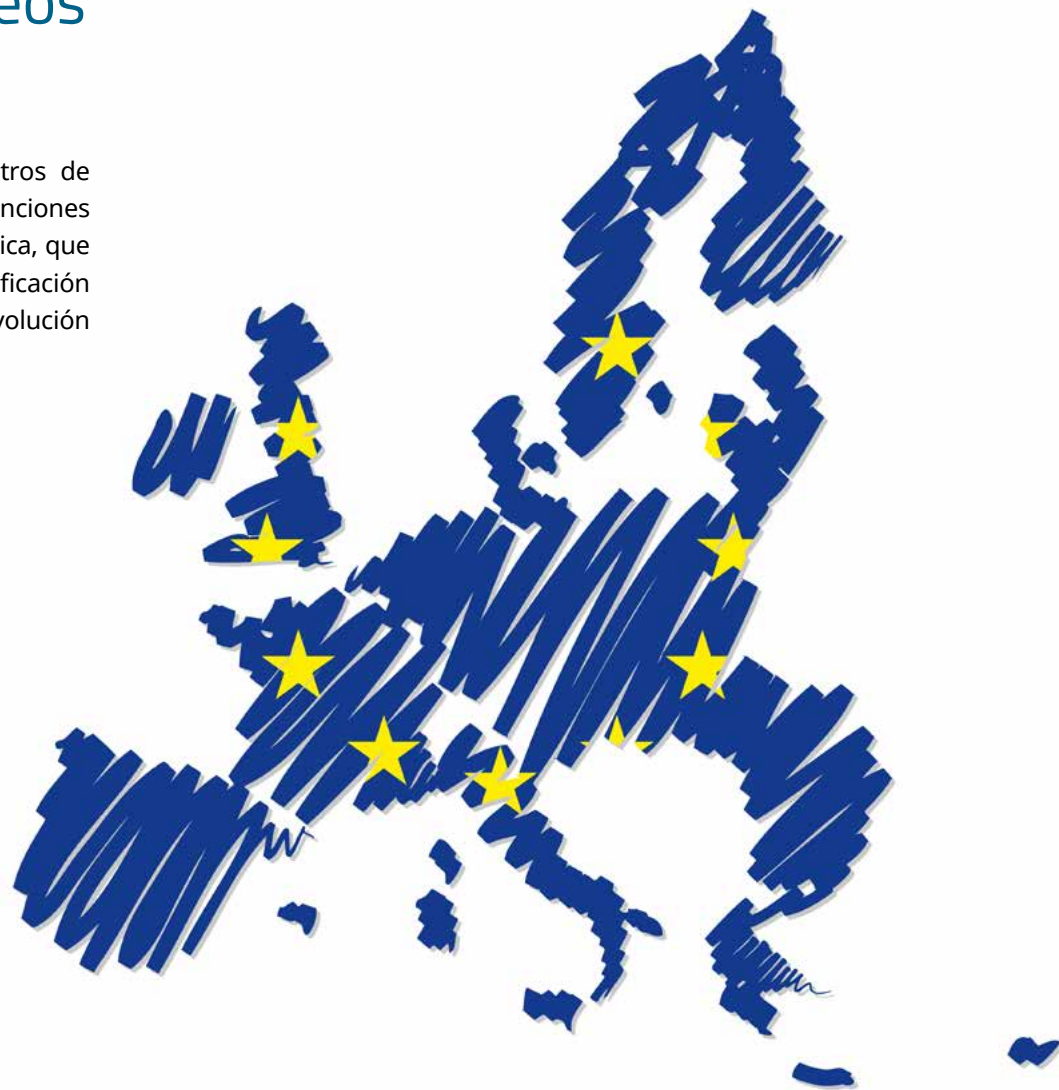 eos
tros de
nciones
ica, que
ficación
volución